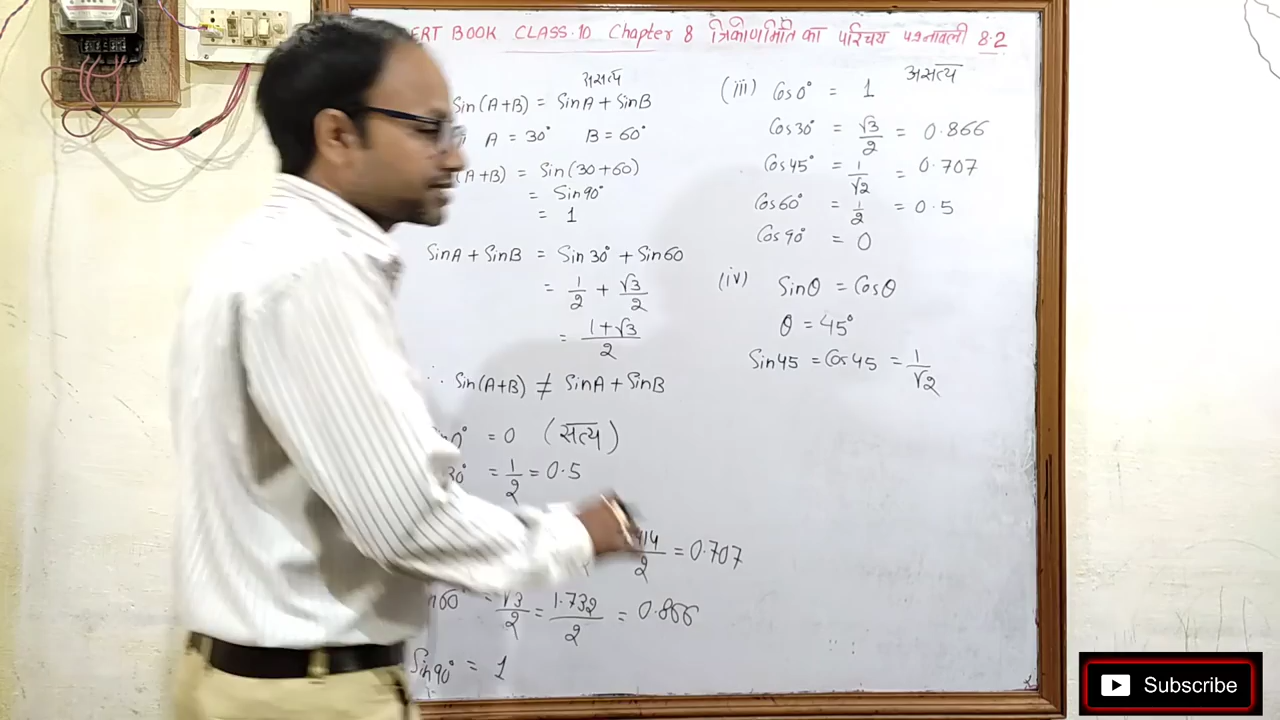 ERT BOOK CLASS·10 Chapter 8 त्रिकोणमिति का परिचय प्रश्नावली 8·2
असत्य
Sin(A+B) = SinA + SinB
A = 30° B = 60°
(A+B) = Sin(30+60)
= Sin90°
= 1
SinA + SinB = Sin30° + Sin60
= 1/2 + √3/2
= (1+√3)/2
∴ Sin(A+B) ≠ SinA + SinB
0° = 0 (सत्य)
30° = 1/2 = 0·5
414/2 = 0·707
n60° = √3/2 = 1·732/2 = 0·866
Sin90° = 1
असत्य
(iii) Cos0° = 1
Cos30° = √3/2 = 0·866
Cos45° = 1/√2 = 0·707
Cos60° = 1/2 = 0·5
Cos90° = 0
(iv) Sinθ = Cosθ
θ = 45°
Sin45 = Cos45 = 1/√2
Subscribe